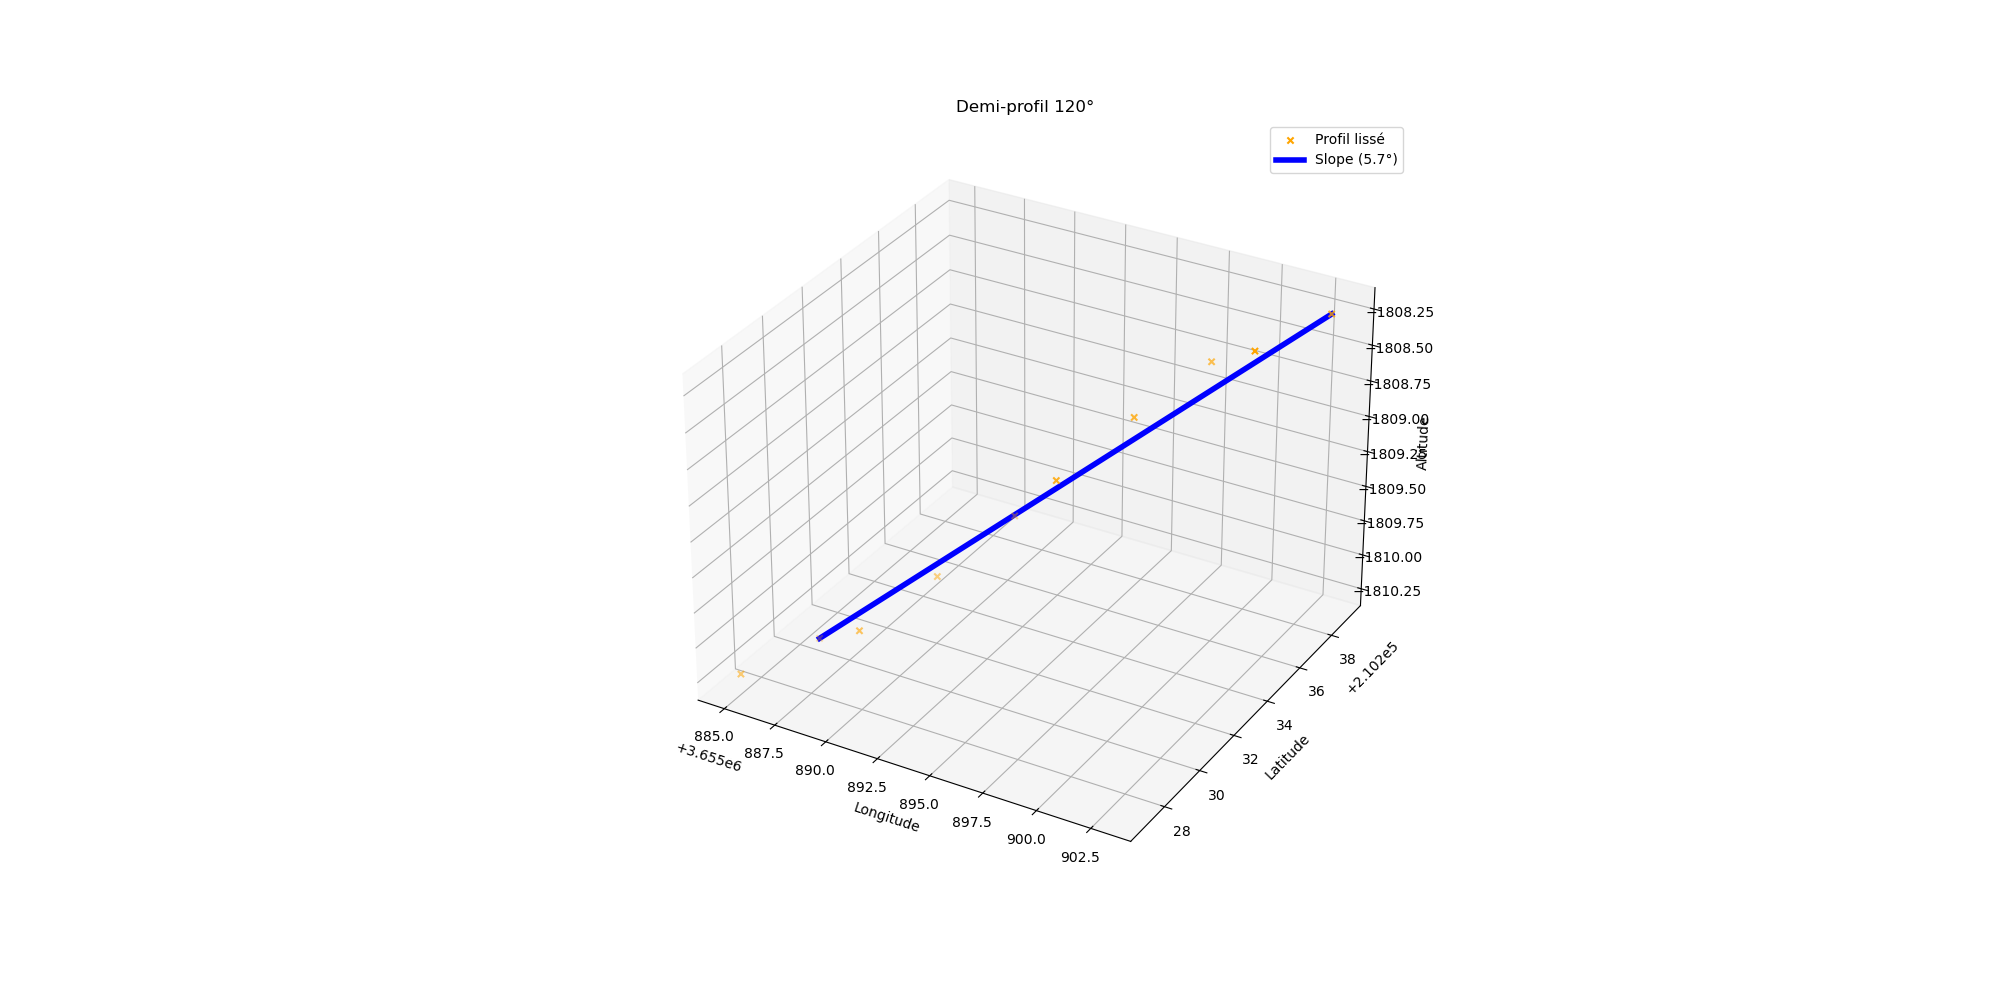 Demi-profil 120°
Profil lissé
Slope (5.7°)
−1808.25
−1808.50
−1808.75
−1809.00
−1809.25
−1809.50
−1809.75
−1810.00
−1810.25
Altitude
38
36
34
32
30
28
+2.102e5
Latitude
885.0
887.5
890.0
892.5
895.0
897.5
900.0
902.5
+3.655e6
Longitude